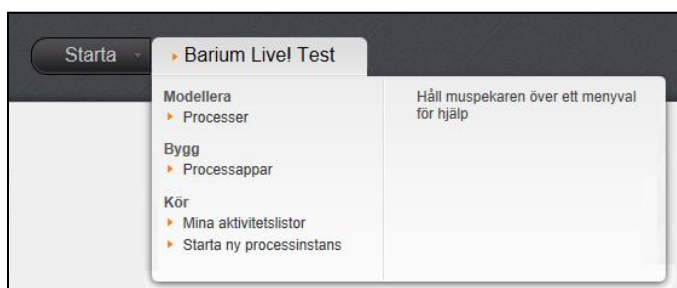 Starta
Barium Live! Test
Modellera
Processer
Bygg
Processappar
Kör
Mina aktivitetslistor
Starta ny processinstans
Håll muspekaren över ett menyval
för hjälp